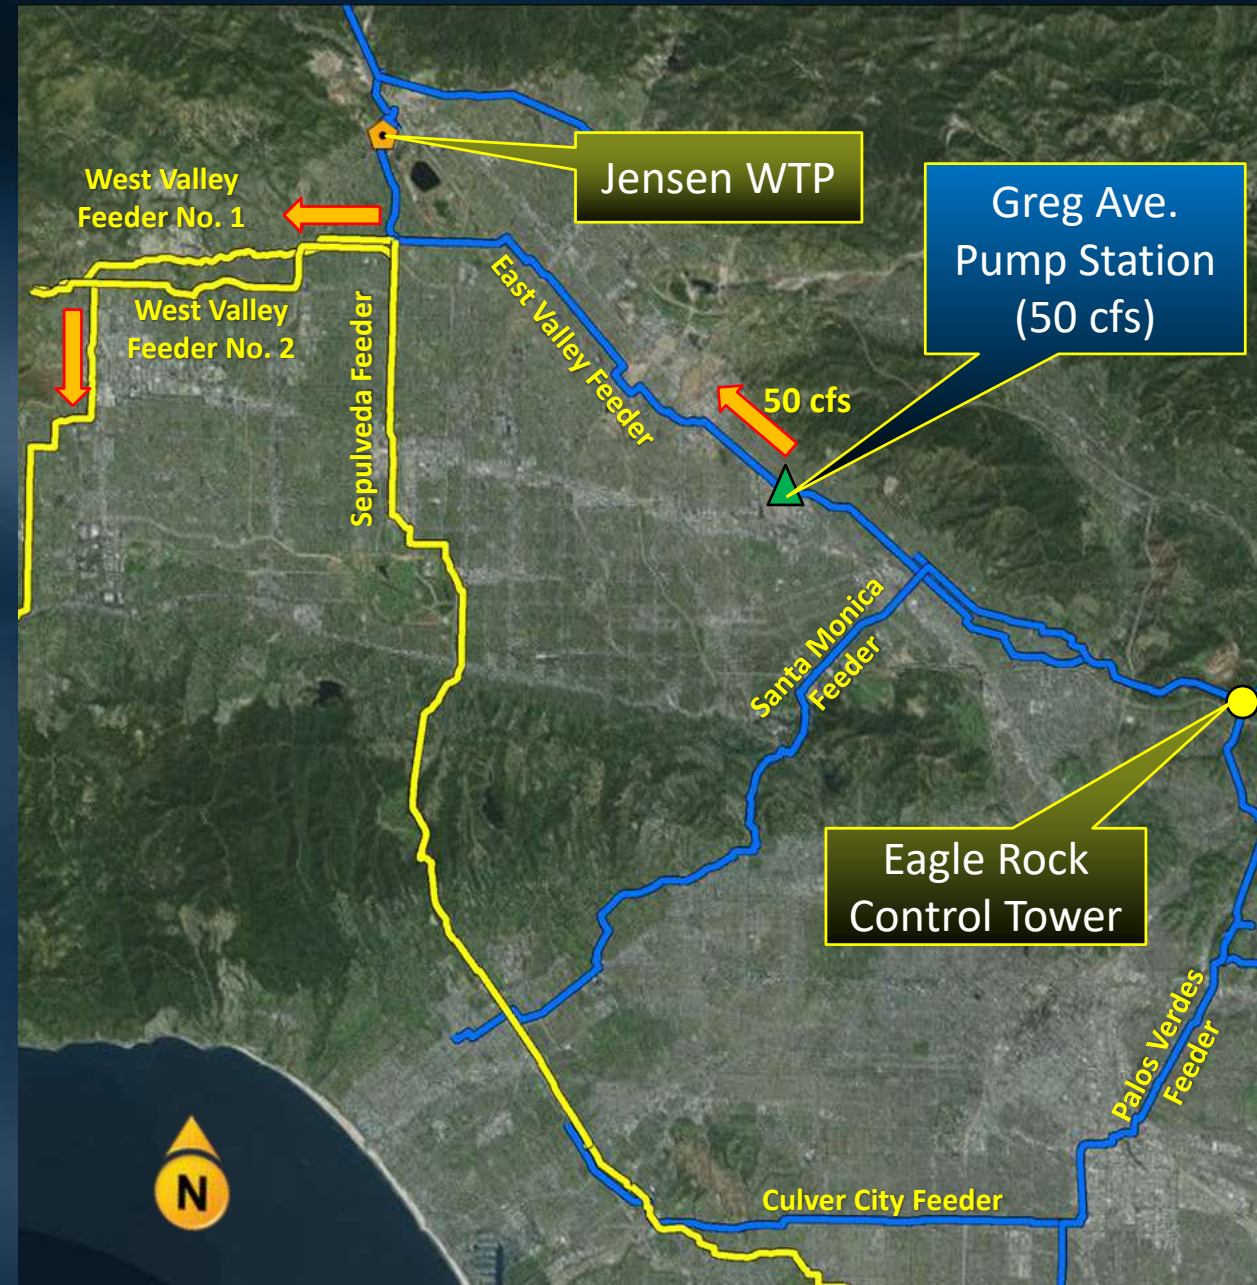 Jensen WTP
West Valley
Feeder No. 1
Greg Ave.
Pump Station
(50 cfs)
West Valley
Feeder No. 2
Sepulveda Feeder
East Valley Feeder
50 cfs
Santa Monica
Feeder
Eagle Rock
Control Tower
Palos Verdes
Feeder
Culver City Feeder
N